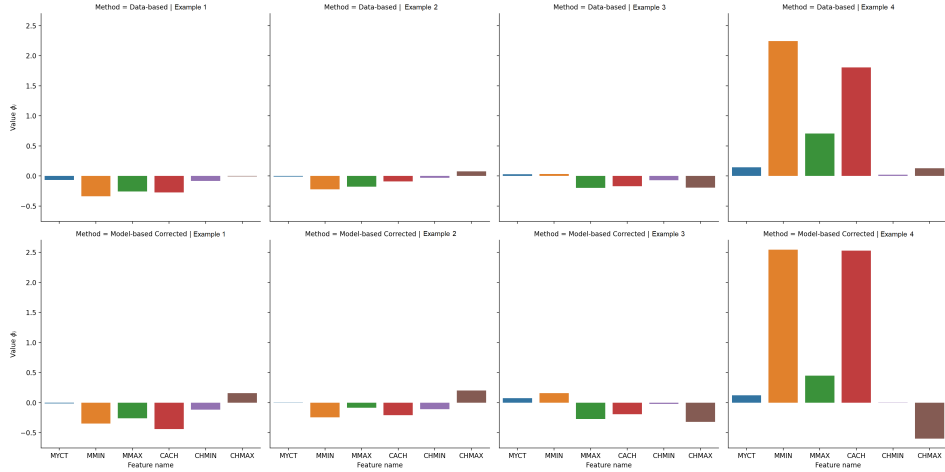 Method = Data-based | Example 1
Method = Data-based | Example 2
Method = Data-based | Example 3
Method = Data-based | Example 4
2.5
2.0
1.5
1.0
0.5
0.0
−0.5
Value ϕᵢ
Method = Model-based Corrected | Example 1
Method = Model-based Corrected | Example 2
Method = Model-based Corrected | Example 3
Method = Model-based Corrected | Example 4
2.5
2.0
1.5
1.0
0.5
0.0
−0.5
Value ϕᵢ
MYCT MMIN MMAX CACH CHMIN CHMAX
MYCT MMIN MMAX CACH CHMIN CHMAX
MYCT MMIN MMAX CACH CHMIN CHMAX
MYCT MMIN MMAX CACH CHMIN CHMAX
Feature name
Feature name
Feature name
Feature name